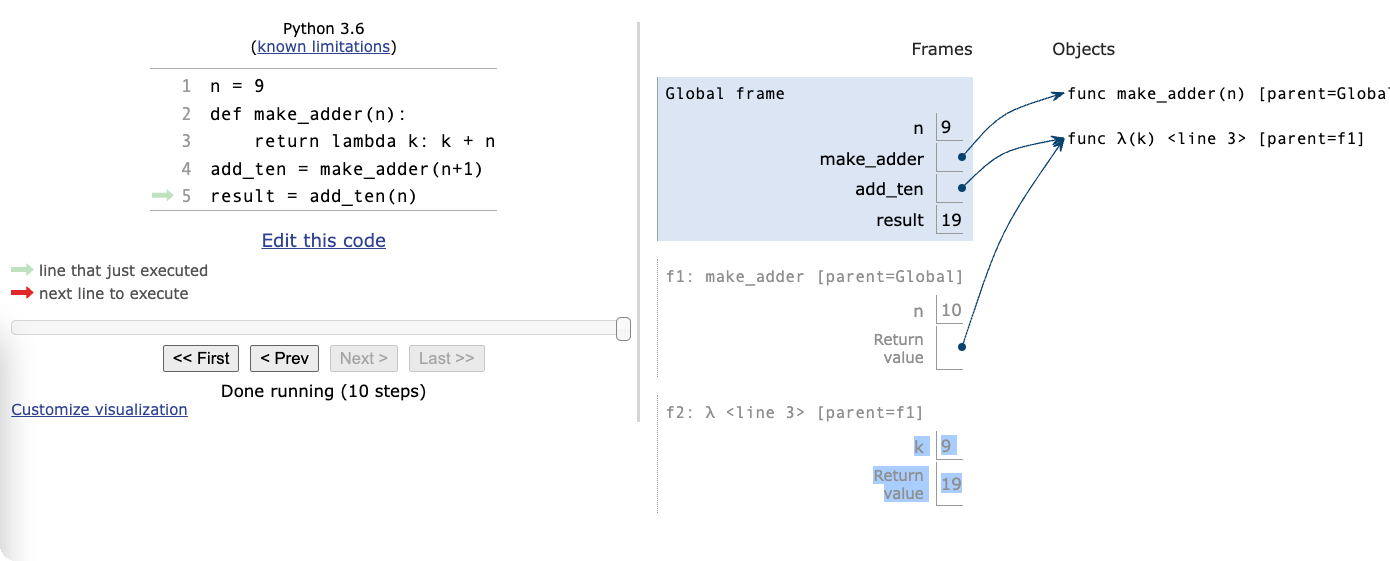 Python 3.6
(known limitations)
1 n = 9
2 def make_adder(n):
3     return lambda k: k + n
4 add_ten = make_adder(n+1)
5 result = add_ten(n)
Edit this code
line that just executed
next line to execute
<< First < Prev Next > Last >>
Done running (10 steps)
Customize visualization
Frames Objects
Global frame
n 9
make_adder
add_ten
result 19
func make_adder(n) [parent=Globa
func λ(k) <line 3> [parent=f1]
f1: make_adder [parent=Global]
n 10
Return
value
f2: λ <line 3> [parent=f1]
k 9
Return
value 19